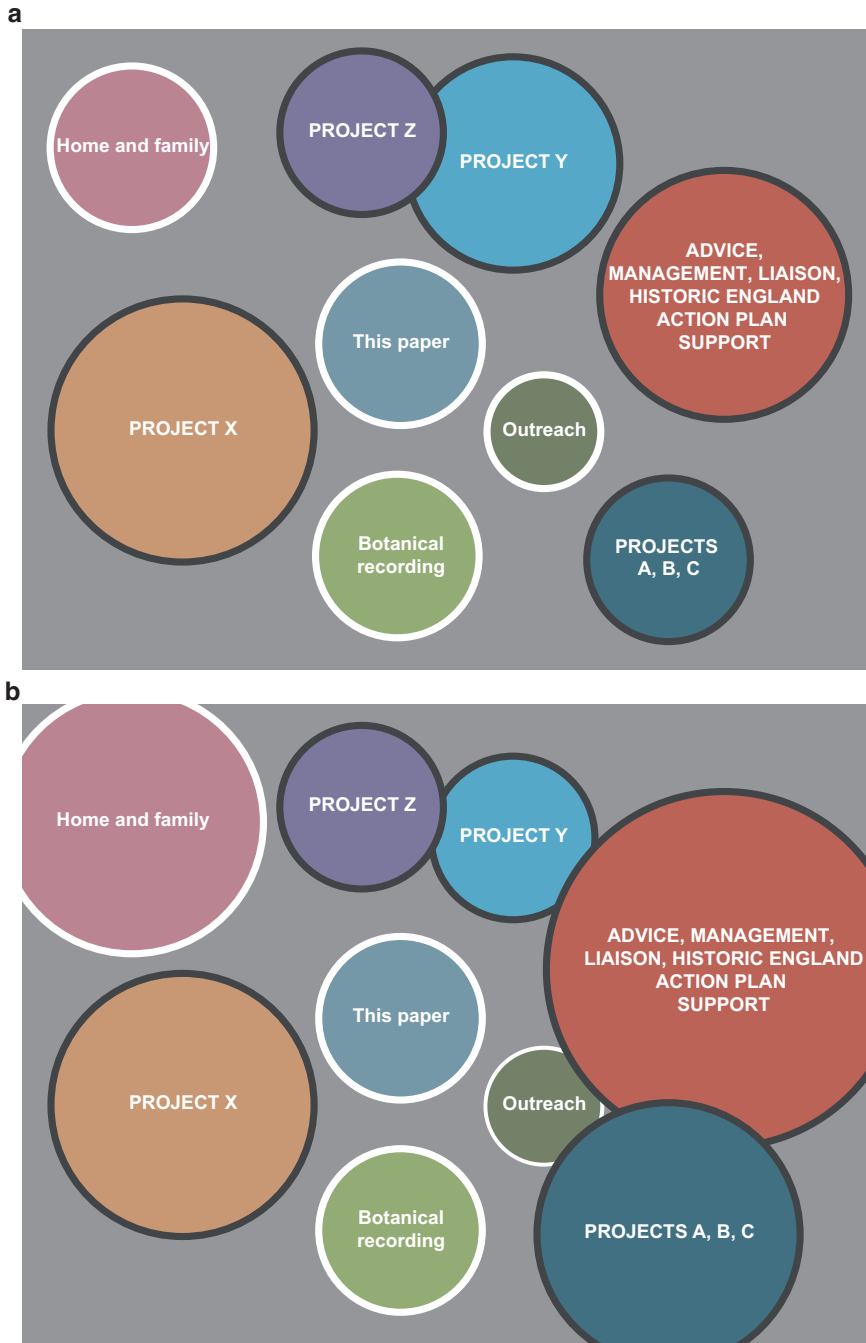 a
Home and family
PROJECT Z
PROJECT Y
ADVICE,
MANAGEMENT, LIAISON,
HISTORIC ENGLAND
ACTION PLAN
SUPPORT
This paper
PROJECT X
Outreach
Botanical
recording
PROJECTS
A, B, C
b
Home and family
PROJECT Z
PROJECT Y
ADVICE, MANAGEMENT,
LIAISON, HISTORIC ENGLAND
ACTION PLAN
SUPPORT
This paper
PROJECT X
Outreach
Botanical
recording
PROJECTS A, B, C